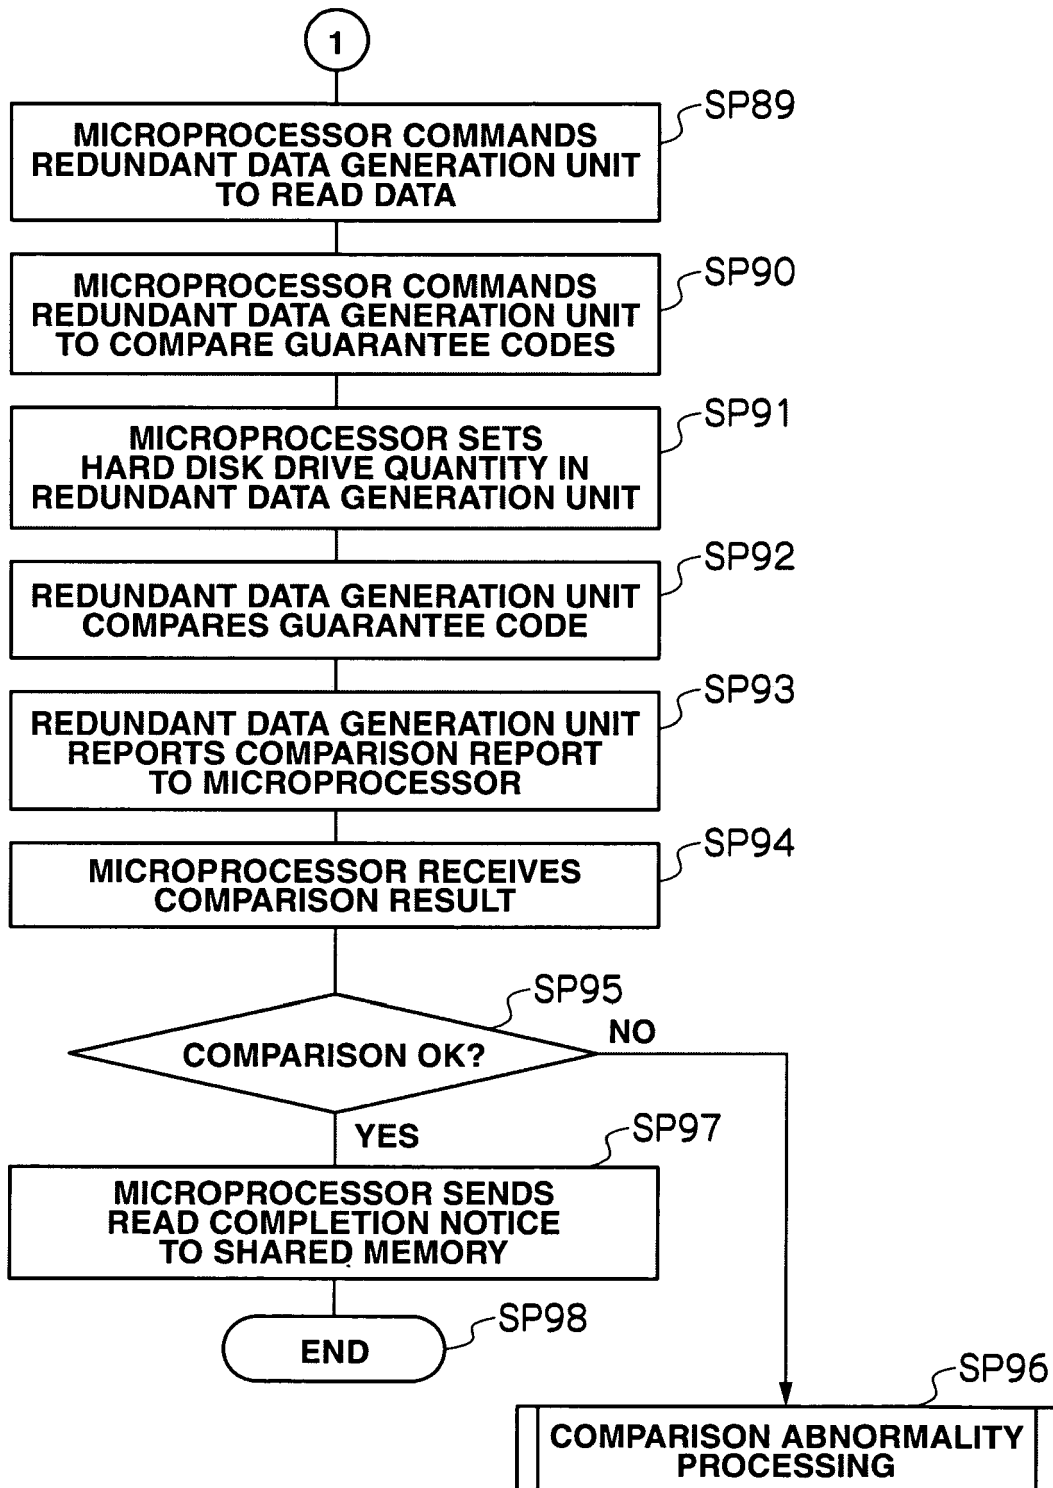 1
SP89
MICROPROCESSOR COMMANDS
REDUNDANT DATA GENERATION UNIT
TO READ DATA
SP90
MICROPROCESSOR COMMANDS
REDUNDANT DATA GENERATION UNIT
TO COMPARE GUARANTEE CODES
SP91
MICROPROCESSOR SETS
HARD DISK DRIVE QUANTITY IN
REDUNDANT DATA GENERATION UNIT
SP92
REDUNDANT DATA GENERATION UNIT
COMPARES GUARANTEE CODE
SP93
REDUNDANT DATA GENERATION UNIT
REPORTS COMPARISON REPORT
TO MICROPROCESSOR
SP94
MICROPROCESSOR RECEIVES
COMPARISON RESULT
SP95
COMPARISON OK?
NO
YES
SP97
MICROPROCESSOR SENDS
READ COMPLETION NOTICE
TO SHARED MEMORY
SP98
END
SP96
COMPARISON ABNORMALITY
PROCESSING